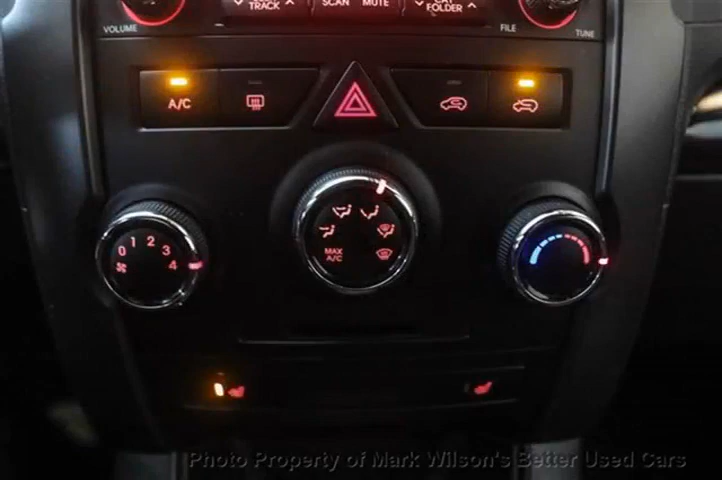 TRACK SCAN MUTE FOLDER
VOLUME FILE TUNE
A/C
0 1 2 3 4
MAX
A/C
Photo Property of Mark Wilson's Better Used Cars